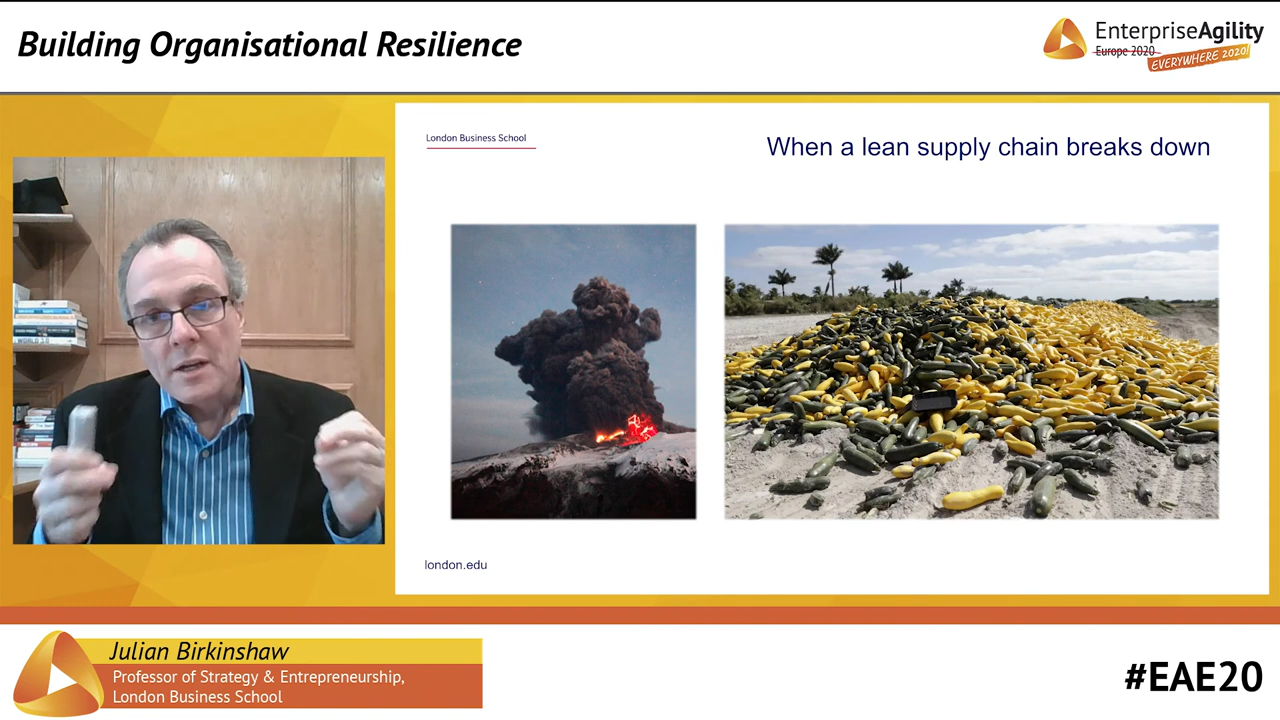 Building Organisational Resilience
EnterpriseAgility
Europe 2020
EVERYWHERE 2020!
London Business School
When a lean supply chain breaks down
london.edu
Julian Birkinshaw
Professor of Strategy & Entrepreneurship,
London Business School
#EAE20